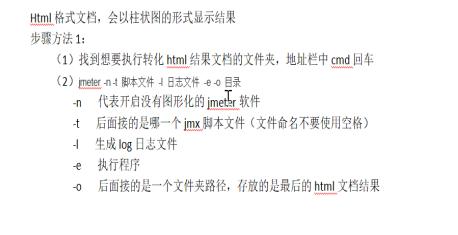 Html 格式文档，会以柱状图的形式显示结果
步骤方法 1：
（1）找到想要执行转化 html 结果文档的文件夹，地址栏中 cmd 回车
（2）jmeter -n -t 脚本文件 -l 日志文件 -e -o 目录
-n 代表开启没有图形化的 jmeter 软件
-t 后面接的是哪一个 jmx 脚本文件（文件命名不要使用空格）
-l 生成 log 日志文件
-e 执行程序
-o 后面接的是一个文件夹路径，存放的是最后的 html 文档结果